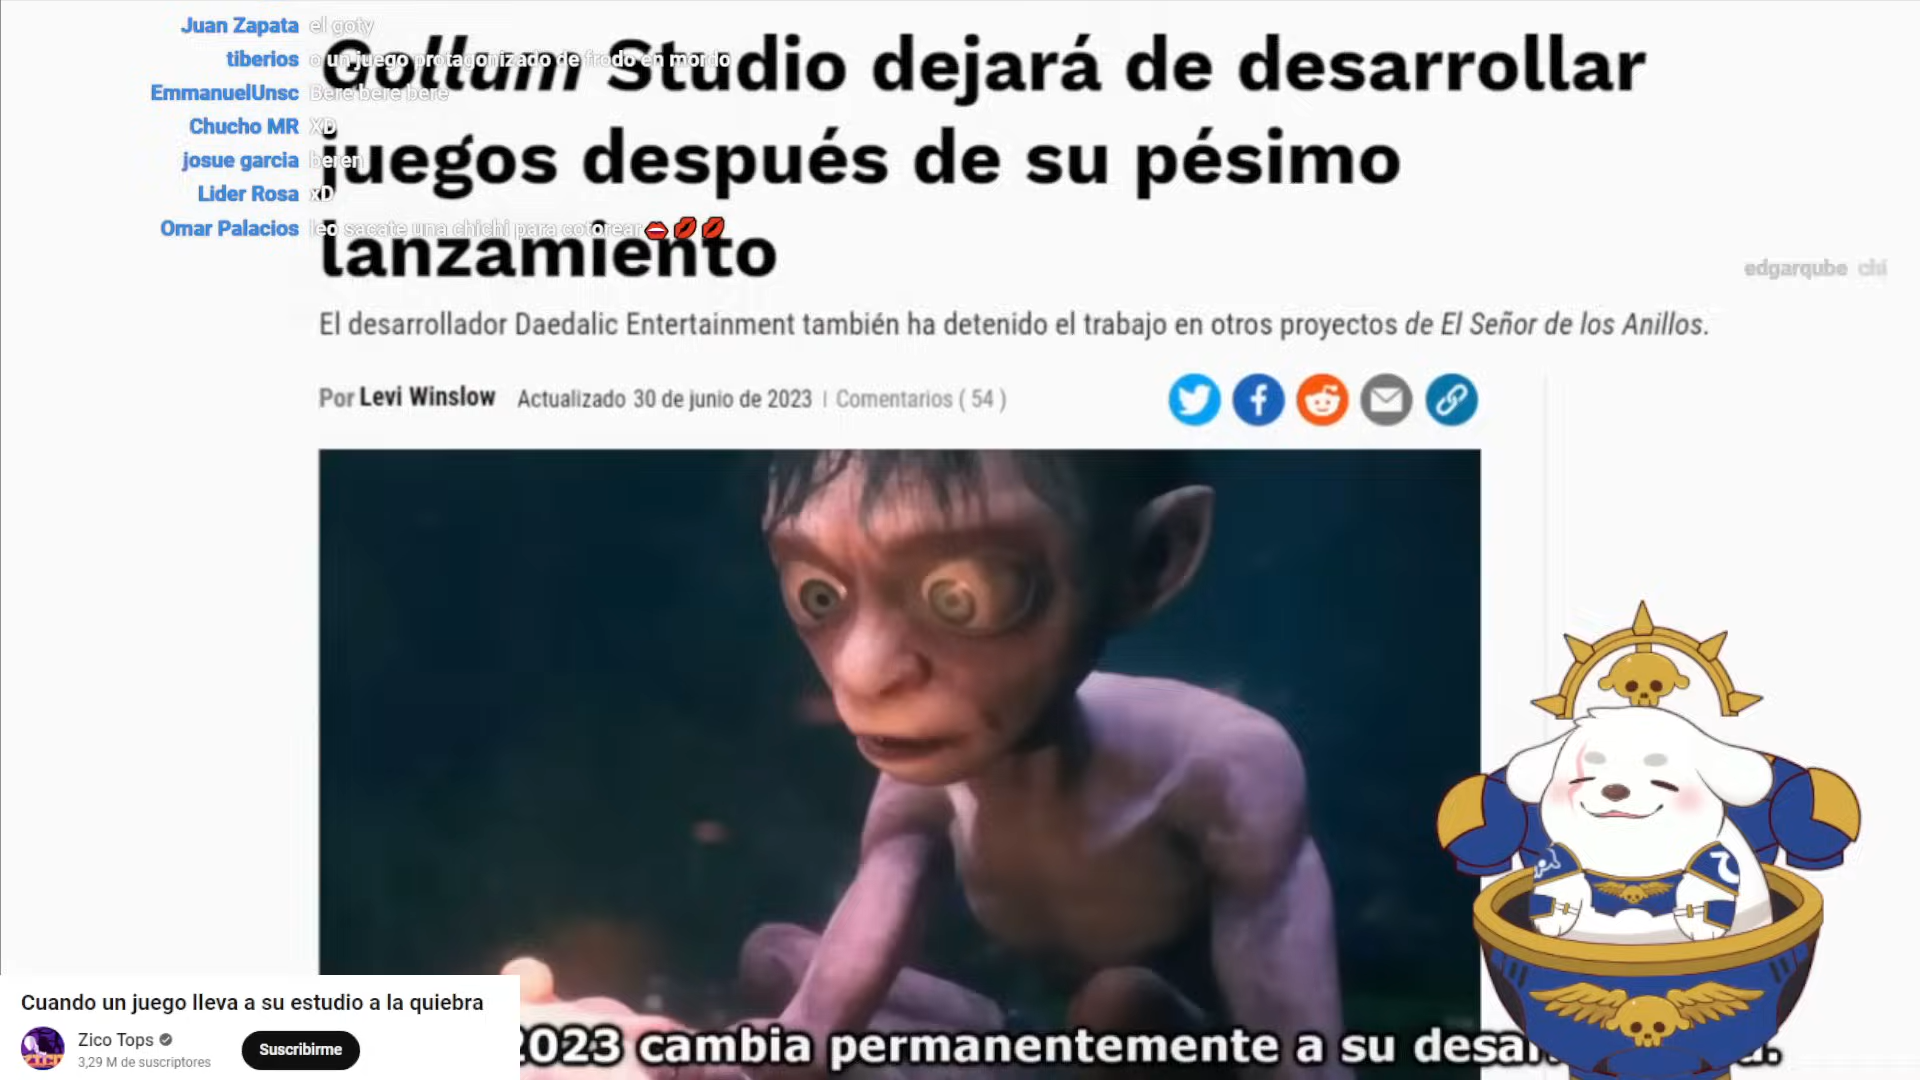 Juan Zapata el goty
tiberios o un juego protagonizado de frodo en mordo
EmmanuelUnsc Bere bere bere
Chucho MR XD
josue garcia beren
Lider Rosa xD
Omar Palacios leo sacate una chichi para cotorrear
Gollum Studio dejará de desarrollar
juegos después de su pésimo
lanzamiento
edgarqube chi
El desarrollador Daedalic Entertainment también ha detenido el trabajo en otros proyectos de El Señor de los Anillos.
Por Levi Winslow Actualizado 30 de junio de 2023 | Comentarios ( 54 )
Cuando un juego lleva a su estudio a la quiebra
Zico Tops
3,29 M de suscriptores
Suscribirme
2023 cambia permanentemente a su